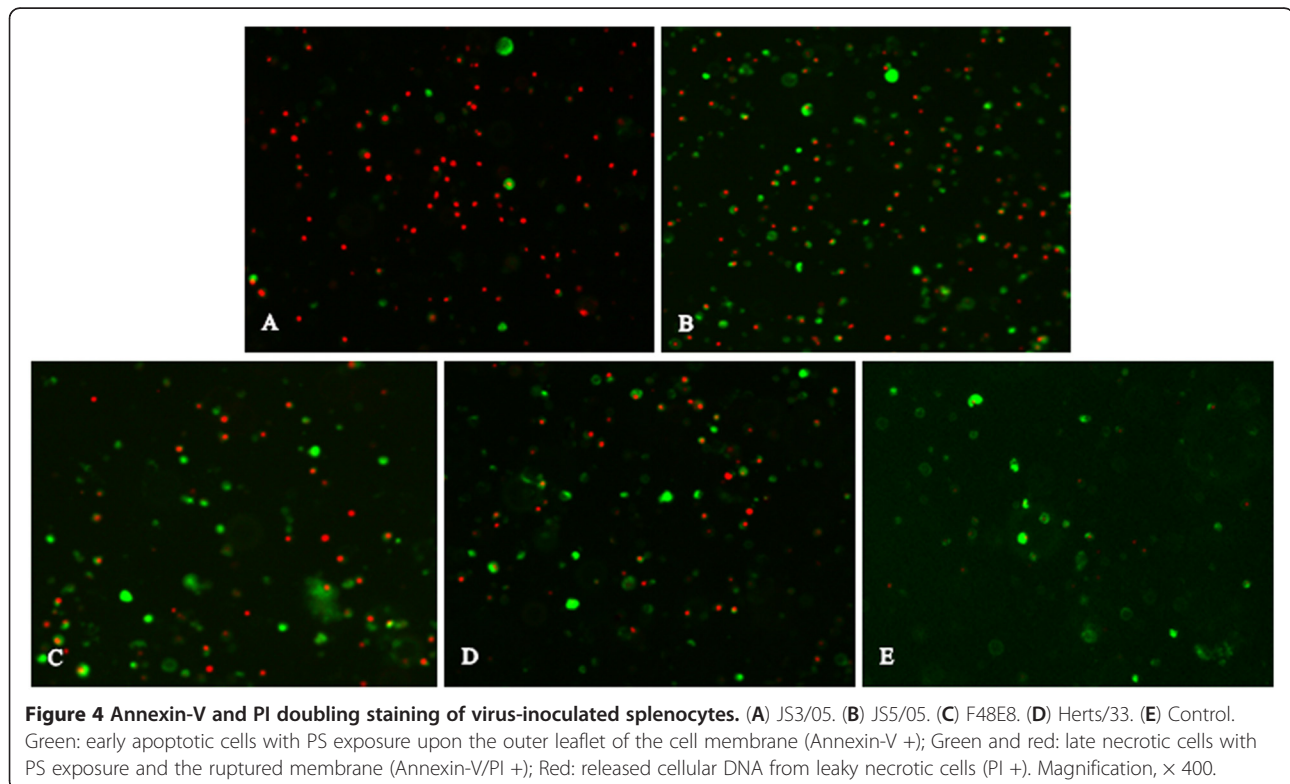 A
B
C
D
E
Figure 4 Annexin-V and PI doubling staining of virus-inoculated splenocytes. (A) JS3/05. (B) JS5/05. (C) F48E8. (D) Herts/33. (E) Control.
Green: early apoptotic cells with PS exposure upon the outer leaflet of the cell membrane (Annexin-V +); Green and red: late necrotic cells with
PS exposure and the ruptured membrane (Annexin-V/PI +); Red: released cellular DNA from leaky necrotic cells (PI +). Magnification, × 400.